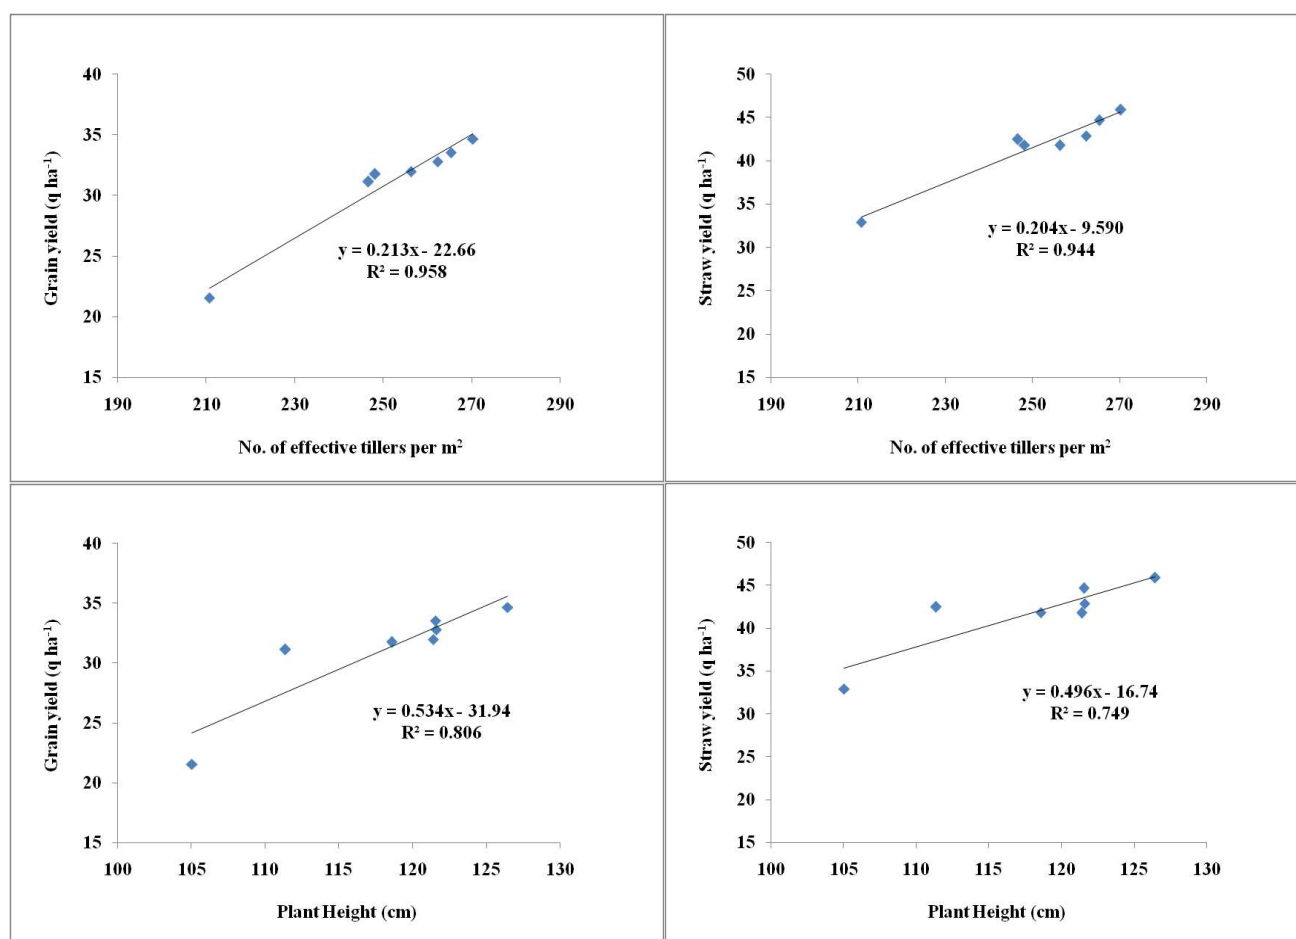 40
35
30
25
20
15
Grain yield (q ha⁻¹)
y = 0.213x - 22.66
R² = 0.958
190 210 230 250 270 290
No. of effective tillers per m²
50
45
40
35
30
25
20
15
Straw yield (q ha⁻¹)
y = 0.204x - 9.590
R² = 0.944
190 210 230 250 270 290
No. of effective tillers per m²
40
35
30
25
20
15
Grain yield (q ha⁻¹)
y = 0.534x - 31.94
R² = 0.806
100 105 110 115 120 125 130
Plant Height (cm)
50
45
40
35
30
25
20
15
Straw yield (q ha⁻¹)
y = 0.496x - 16.74
R² = 0.749
100 105 110 115 120 125 130
Plant Height (cm)